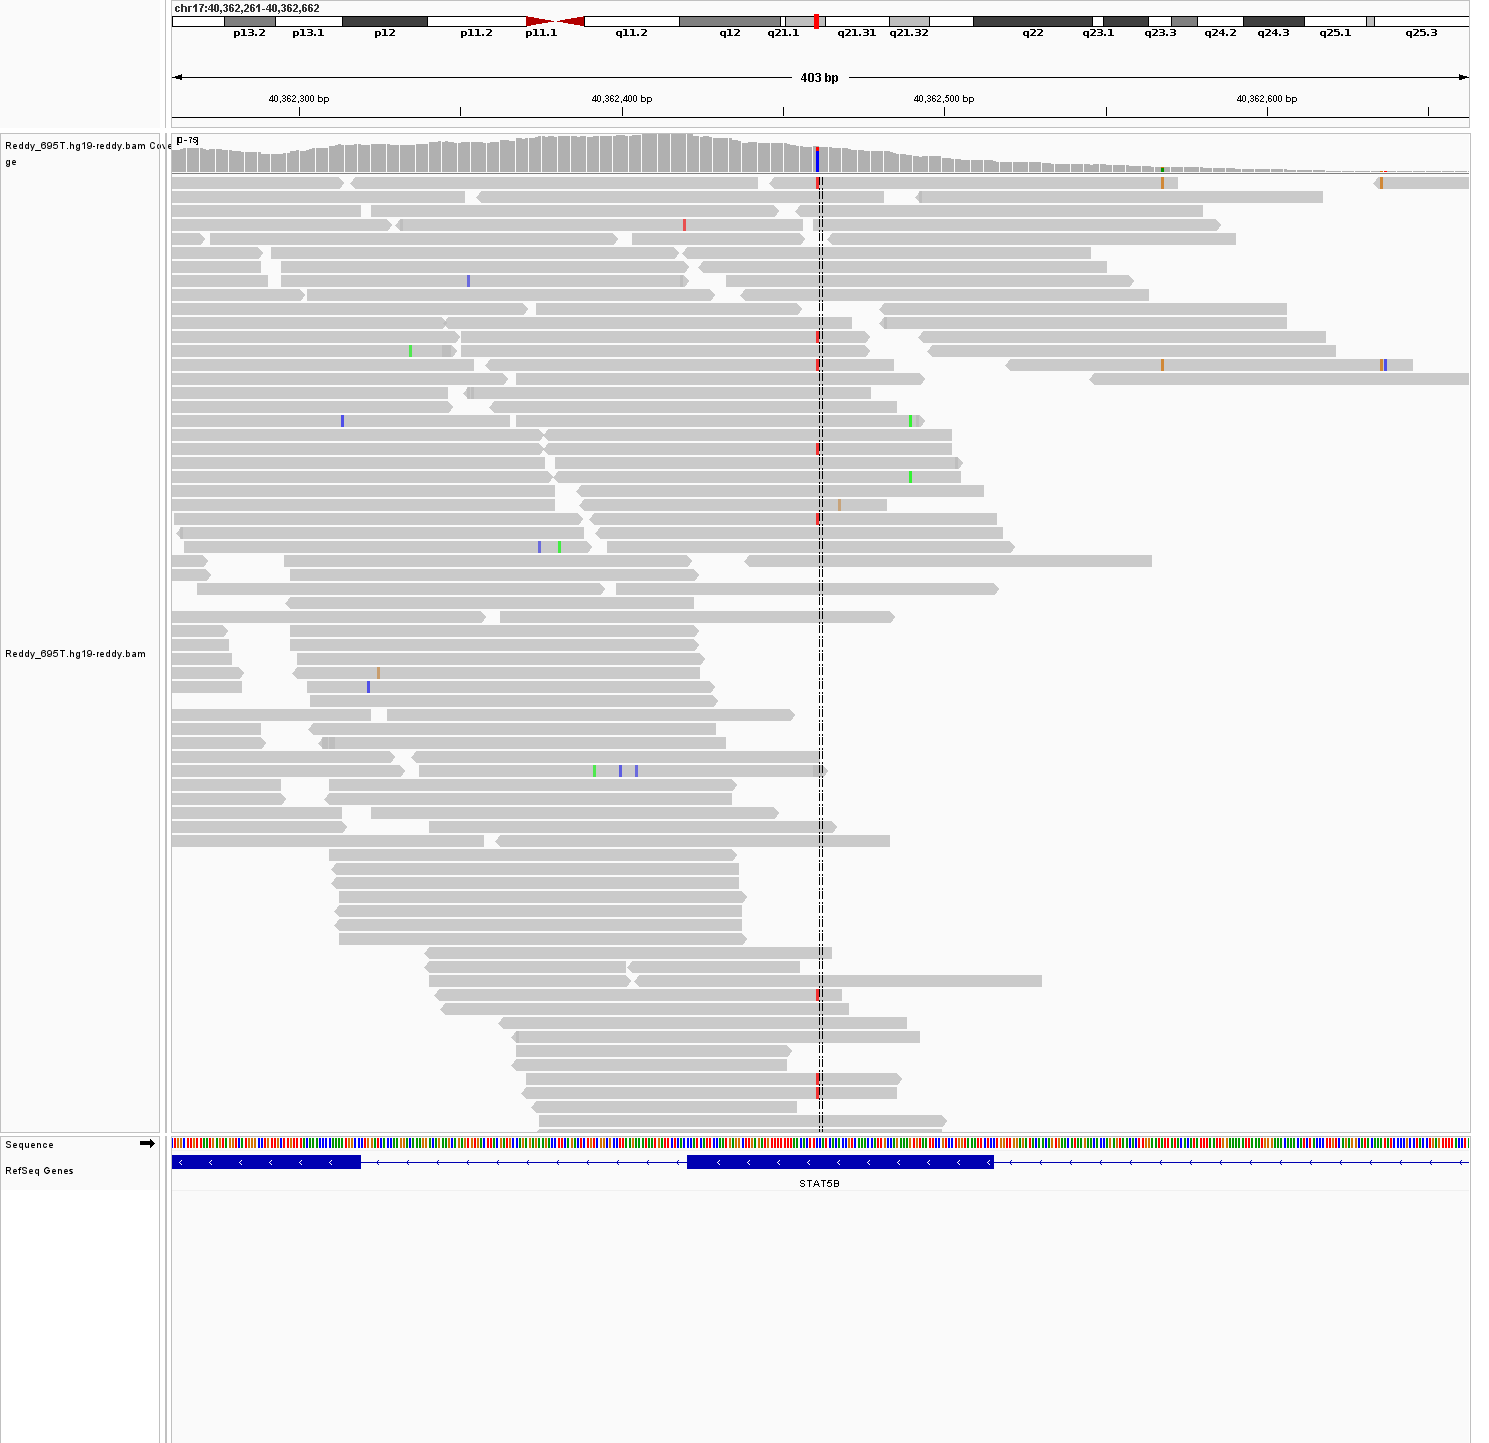 chr17:40,362,261-40,362,662
p13.2 p13.1 p12 p11.2 p11.1 q11.2 q12 q21.1 q21.31 q21.32 q22 q23.1 q23.3 q24.2 q24.3 q25.1 q25.3
403 bp
40,362,300 bp 40,362,400 bp 40,362,500 bp 40,362,600 bp
Reddy_695T.hg19-reddy.bam Cove
ge
Reddy_695T.hg19-reddy.bam
Sequence
RefSeq Genes
STAT5B